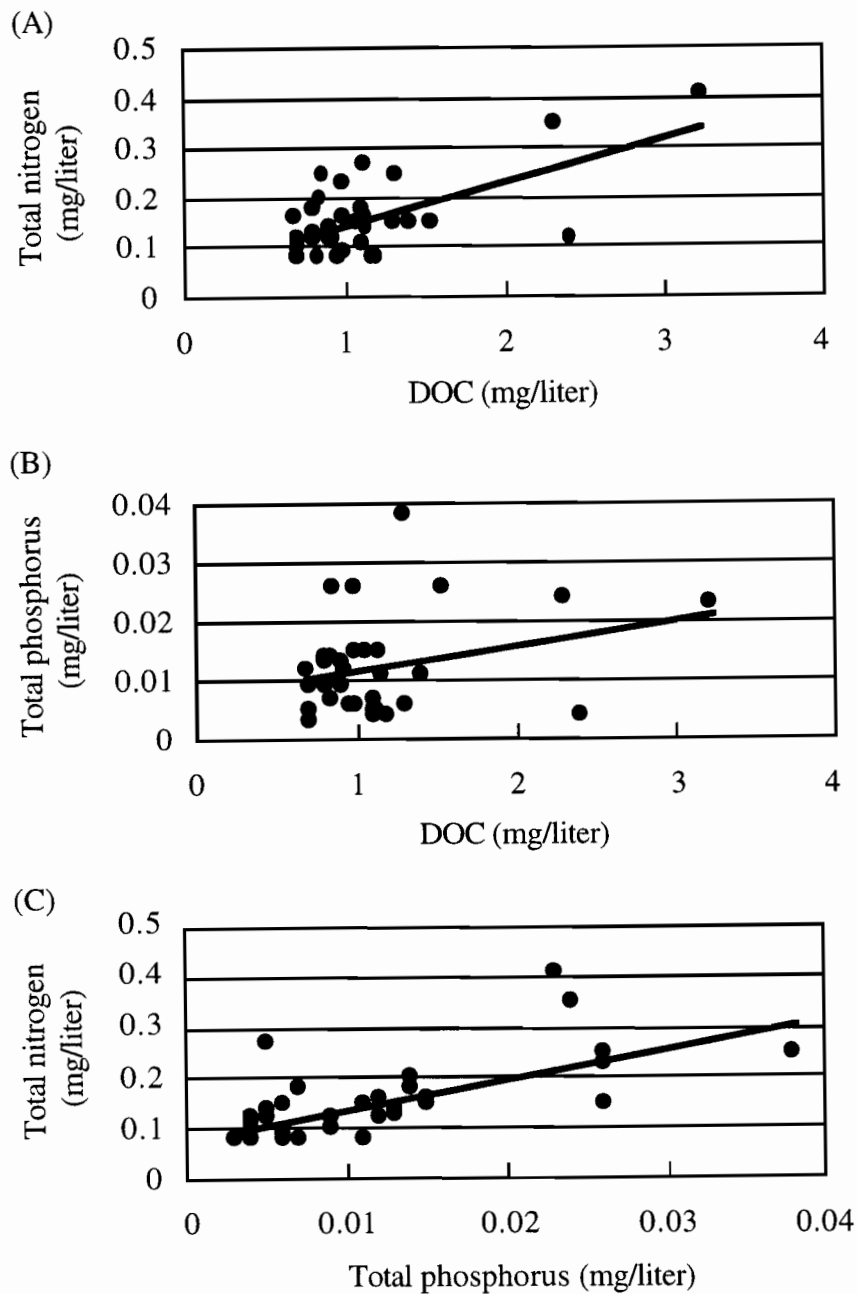 (A)
0.5
0.4
0.3
0.2
0.1
0
Total nitrogen
(mg/liter)
0 1 2 3 4
DOC (mg/liter)
(B)
0.04
0.03
0.02
0.01
0
Total phosphorus
(mg/liter)
0 1 2 3 4
DOC (mg/liter)
(C)
0.5
0.4
0.3
0.2
0.1
0
Total nitrogen
(mg/liter)
0 0.01 0.02 0.03 0.04
Total phosphorus (mg/liter)